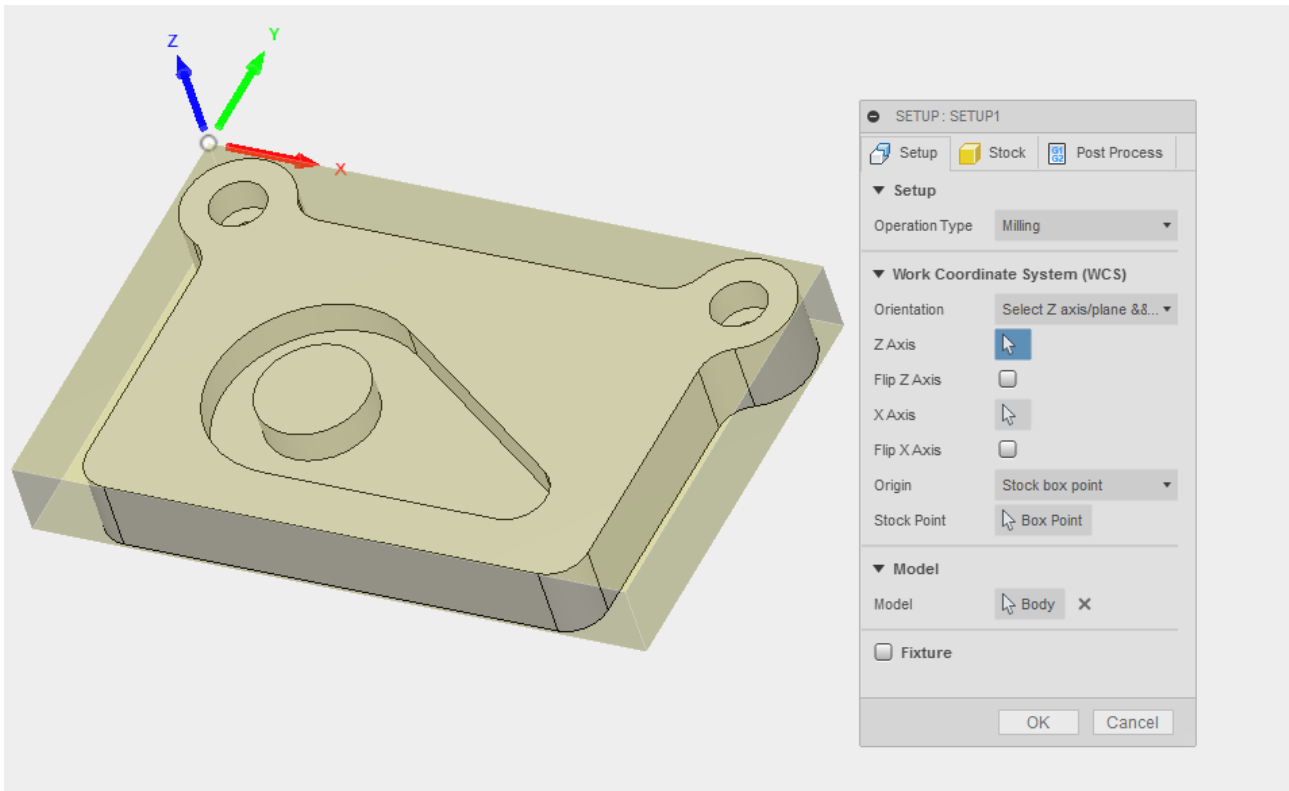 Z
Y
X
SETUP : SETUP1
Setup
Stock
G1
G2
Post Process
Setup
Operation Type
Milling
Work Coordinate System (WCS)
Orientation
Select Z axis/plane &&...
Z Axis
Flip Z Axis
X Axis
Flip X Axis
Origin
Stock box point
Stock Point
Box Point
Model
Model
Body
Fixture
OK
Cancel